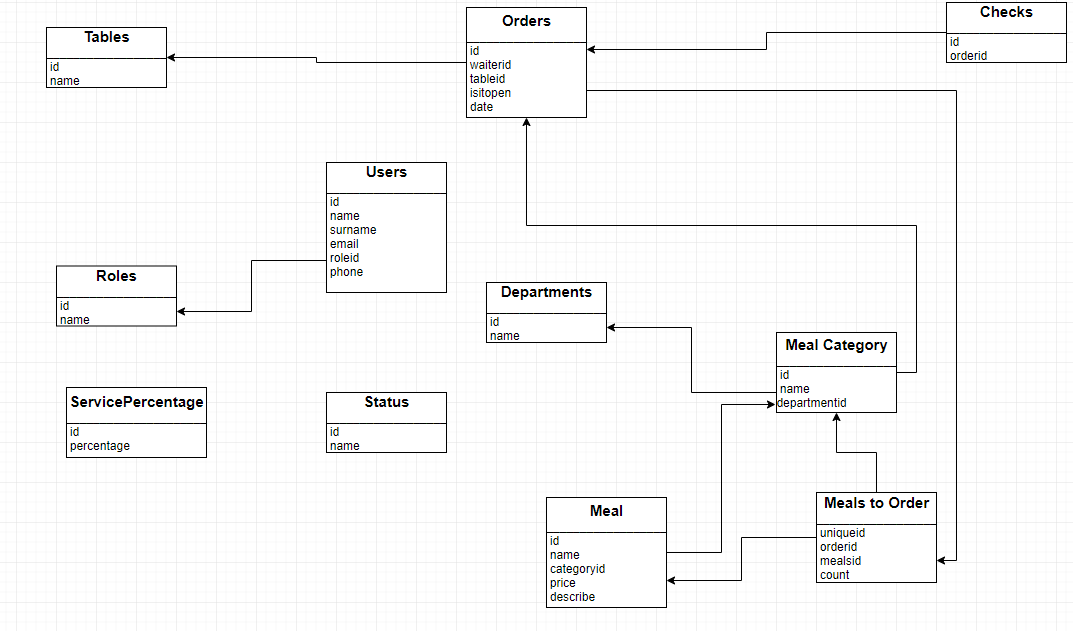 Tables
id
name
Orders
id
waiterid
tableid
isitopen
date
Checks
id
orderid
Users
id
name
surname
email
roleid
phone
Roles
id
name
Departments
id
name
Meal Category
id
name
departmentid
ServicePercentage
id
percentage
Status
id
name
Meal
id
name
categoryid
price
describe
Meals to Order
uniqueid
orderid
mealsid
count